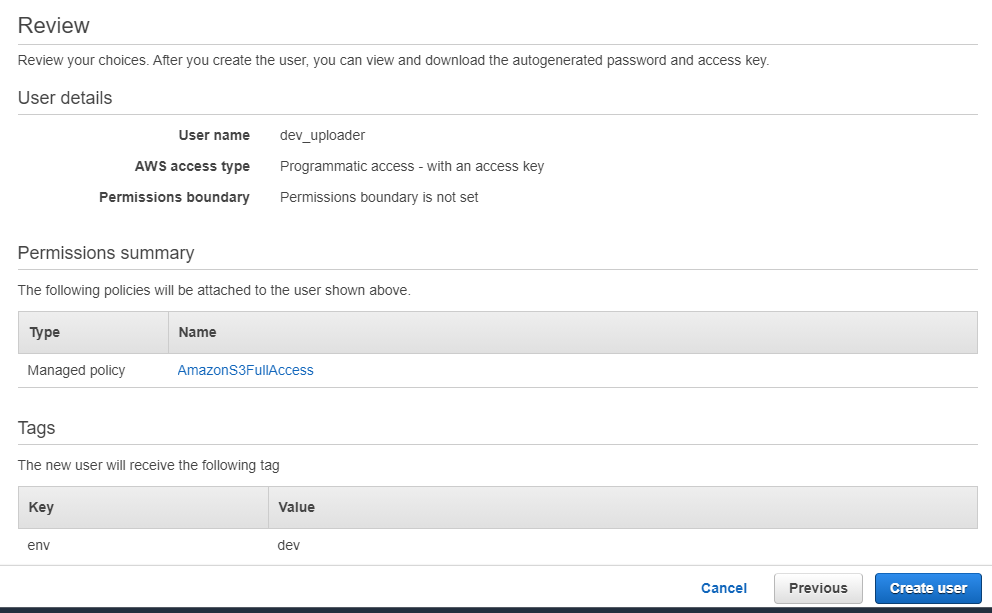 Review
Review your choices. After you create the user, you can view and download the autogenerated password and access key.
User details
User name dev_uploader
AWS access type Programmatic access - with an access key
Permissions boundary Permissions boundary is not set
Permissions summary
The following policies will be attached to the user shown above.
Type Name
Managed policy AmazonS3FullAccess
Tags
The new user will receive the following tag
Key Value
env dev
Cancel Previous Create user